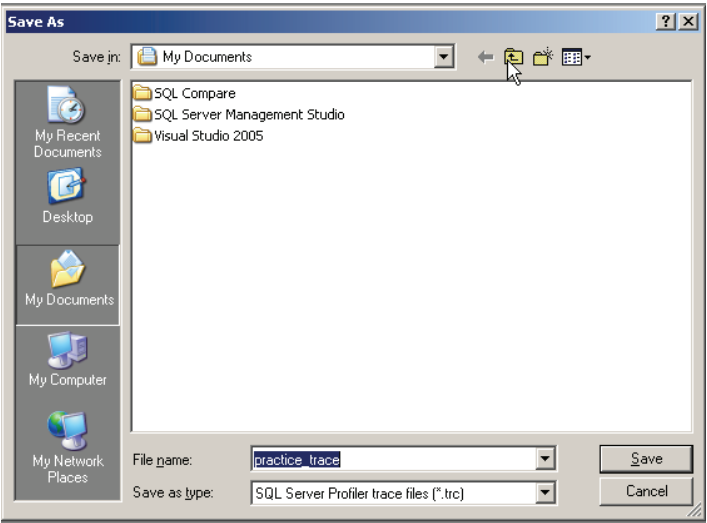 Save As
Save in: My Documents
SQL Compare
SQL Server Management Studio
Visual Studio 2005
My Recent
Documents
Desktop
My Documents
My Computer
My Network
Places
File name: practice_trace Save
Save as type: SQL Server Profiler trace files (*.trc) Cancel